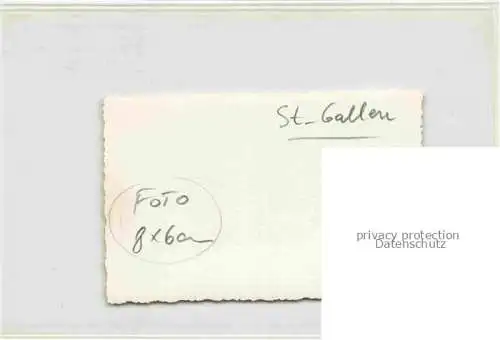 St-Gallen
FOTO
8x6cm
privacy protection
Datenschutz